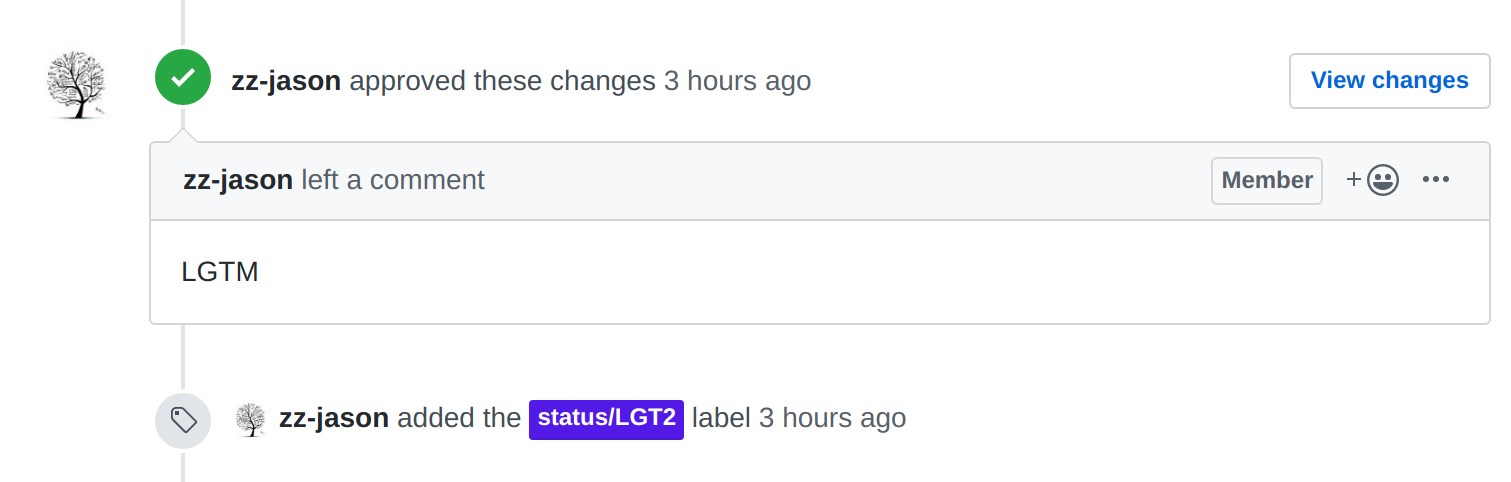 zz-jason approved these changes 3 hours ago
View changes
zz-jason left a comment
Member
LGTM
zz-jason added the status/LGT2 label 3 hours ago